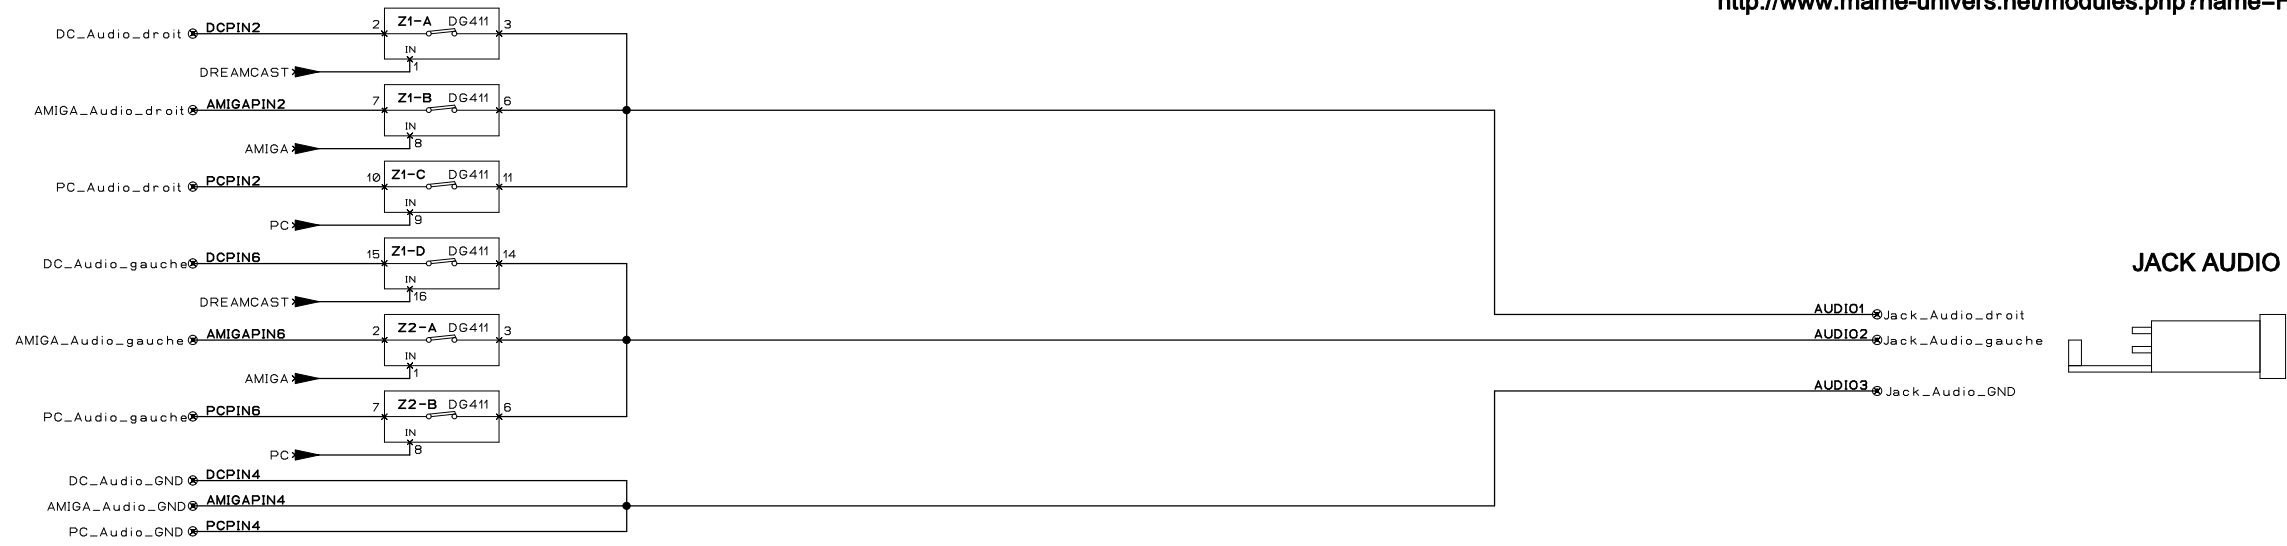 http://www.mame-univers.net/modules.php?name=F
DC_Audio_droit DCPIN2 2 Z1-A DG411 3
IN
DREAMCAST 1
AMIGA_Audio_droit AMIGAPIN2 7 Z1-B DG411 6
IN
AMIGA 8
PC_Audio_droit PCPIN2 10 Z1-C DG411 11
IN
PC 9
DC_Audio_gauche DCPIN6 15 Z1-D DG411 14
IN
DREAMCAST 16
JACK AUDIO
AUDIO1 Jack_Audio_droit
AMIGA_Audio_gauche AMIGAPIN6 2 Z2-A DG411 3
AUDIO2 Jack_Audio_gauche
IN
AMIGA 1
AUDIO3 Jack_Audio_GND
PC_Audio_gauche PCPIN6 7 Z2-B DG411 6
IN
PC 8
DC_Audio_GND DCPIN4
AMIGA_Audio_GND AMIGAPIN4
PC_Audio_GND PCPIN4